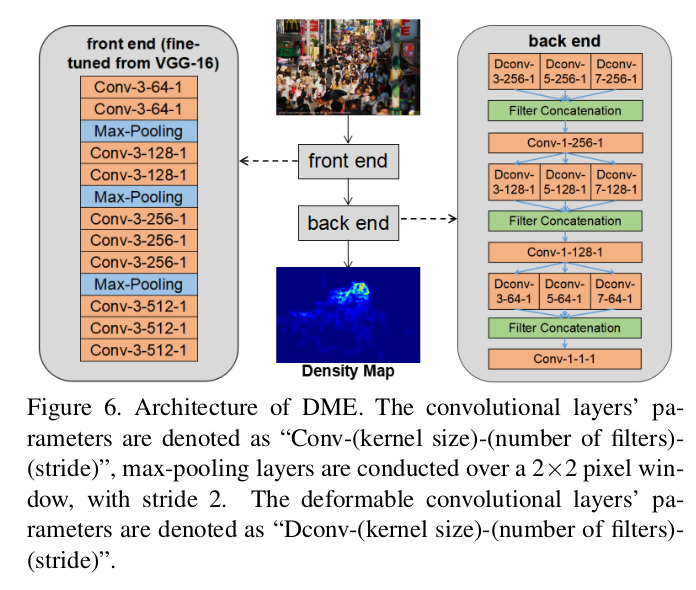 front end (fine-
tuned from VGG-16)
Conv-3-64-1
Conv-3-64-1
Max-Pooling
Conv-3-128-1
Conv-3-128-1
Max-Pooling
Conv-3-256-1
Conv-3-256-1
Conv-3-256-1
Max-Pooling
Conv-3-512-1
Conv-3-512-1
Conv-3-512-1
front end
back end
Density Map
back end
Dconv-3-256-1 Dconv-5-256-1 Dconv-7-256-1
Filter Concatenation
Conv-1-256-1
Dconv-3-128-1 Dconv-5-128-1 Dconv-7-128-1
Filter Concatenation
Conv-1-128-1
Dconv-3-64-1 Dconv-5-64-1 Dconv-7-64-1
Filter Concatenation
Conv-1-1-1
Figure 6. Architecture of DME. The convolutional layers' pa-
rameters are denoted as “Conv-(kernel size)-(number of filters)-
(stride)”, max-pooling layers are conducted over a 2×2 pixel win-
dow, with stride 2. The deformable convolutional layers' pa-
rameters are denoted as “Dconv-(kernel size)-(number of filters)-
(stride)”.